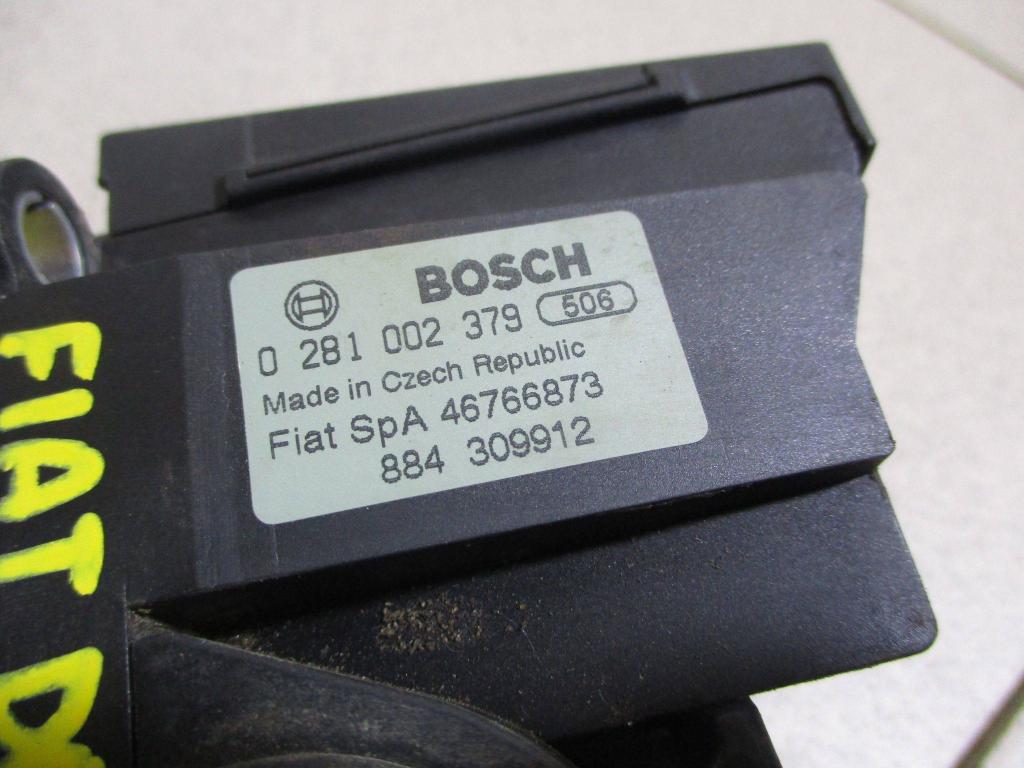 BOSCH
0 281 002 379 506
Made in Czech Republic
Fiat SpA 46766873
884 309912
FIAT